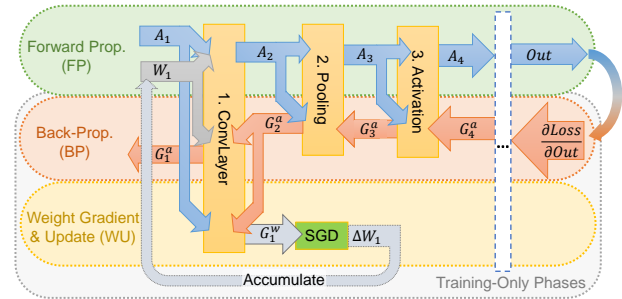 Forward Prop.
(FP)
A₁
W₁
A₂
A₃
A₄
Out
1. ConvLayer
2. Pooling
3. Activation
Back-Prop.
(BP)
G₁ᵃ
G₂ᵃ
G₃ᵃ
G₄ᵃ
...
∂Loss
∂Out
Weight Gradient
& Update (WU)
G₁ʷ
SGD
ΔW₁
Accumulate
Training-Only Phases